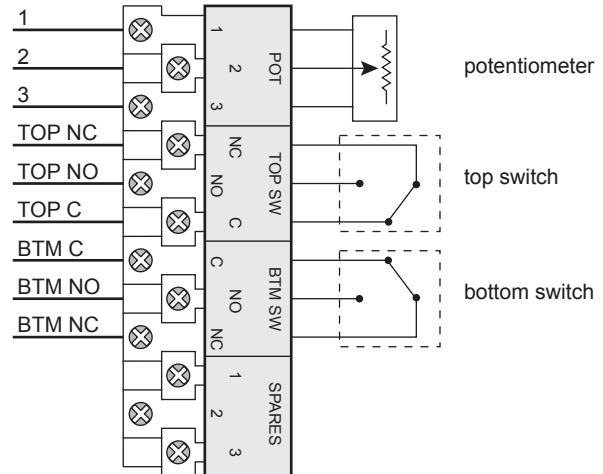 1
2
3
TOP NC
TOP NO
TOP C
BTM C
BTM NO
BTM NC
1
2
3
POT
NC
NO
C
TOP SW
C
NO
NC
BTM SW
1
2
3
SPARES
potentiometer
top switch
bottom switch